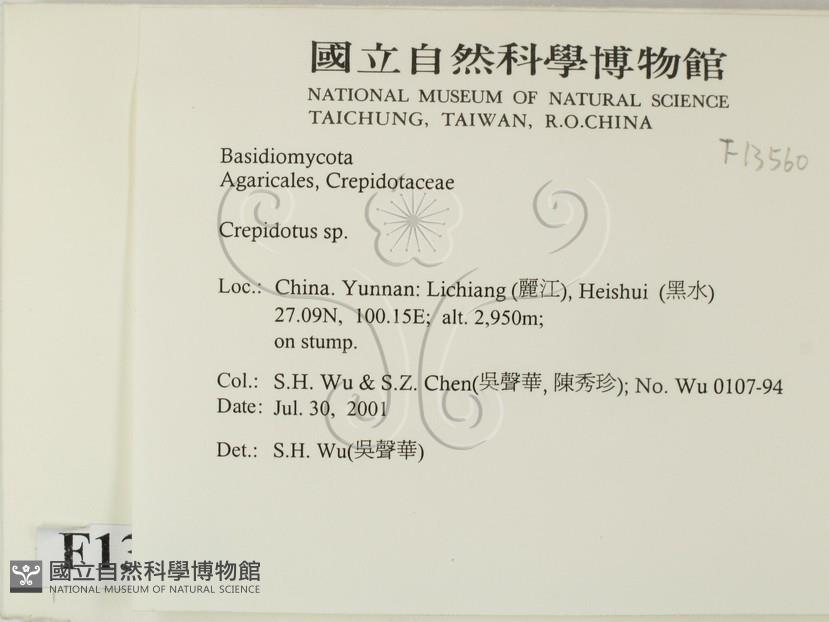 國立自然科學博物館
NATIONAL MUSEUM OF NATURAL SCIENCE
TAICHUNG, TAIWAN, R.O.CHINA
F13560
Basidiomycota
Agaricales, Crepidotaceae
Crepidotus sp.
Loc.: China. Yunnan: Lichiang (麗江), Heishui (黑水)
27.09N, 100.15E; alt. 2,950m;
on stump.
Col.: S.H. Wu & S.Z. Chen(吳聲華, 陳秀珍); No. Wu 0107-94
Date: Jul. 30, 2001
Det.: S.H. Wu(吳聲華)
F13
國立自然科學博物館
NATIONAL MUSEUM OF NATURAL SCIENCE